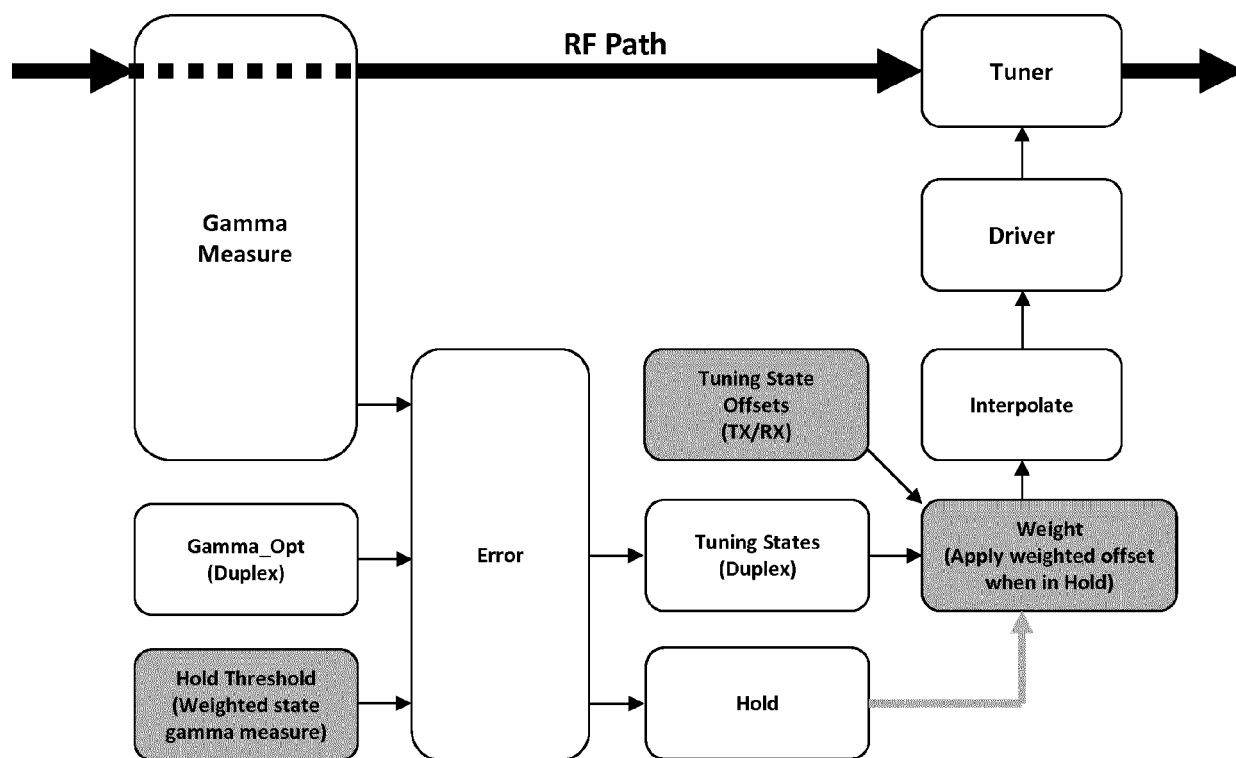 RF Path
Tuner
Gamma
Measure
Driver
Tuning State
Offsets
(TX/RX)
Interpolate
Gamma_Opt
(Duplex)
Error
Tuning States
(Duplex)
Weight
(Apply weighted offset
when in Hold)
Hold Threshold
(Weighted state
gamma measure)
Hold